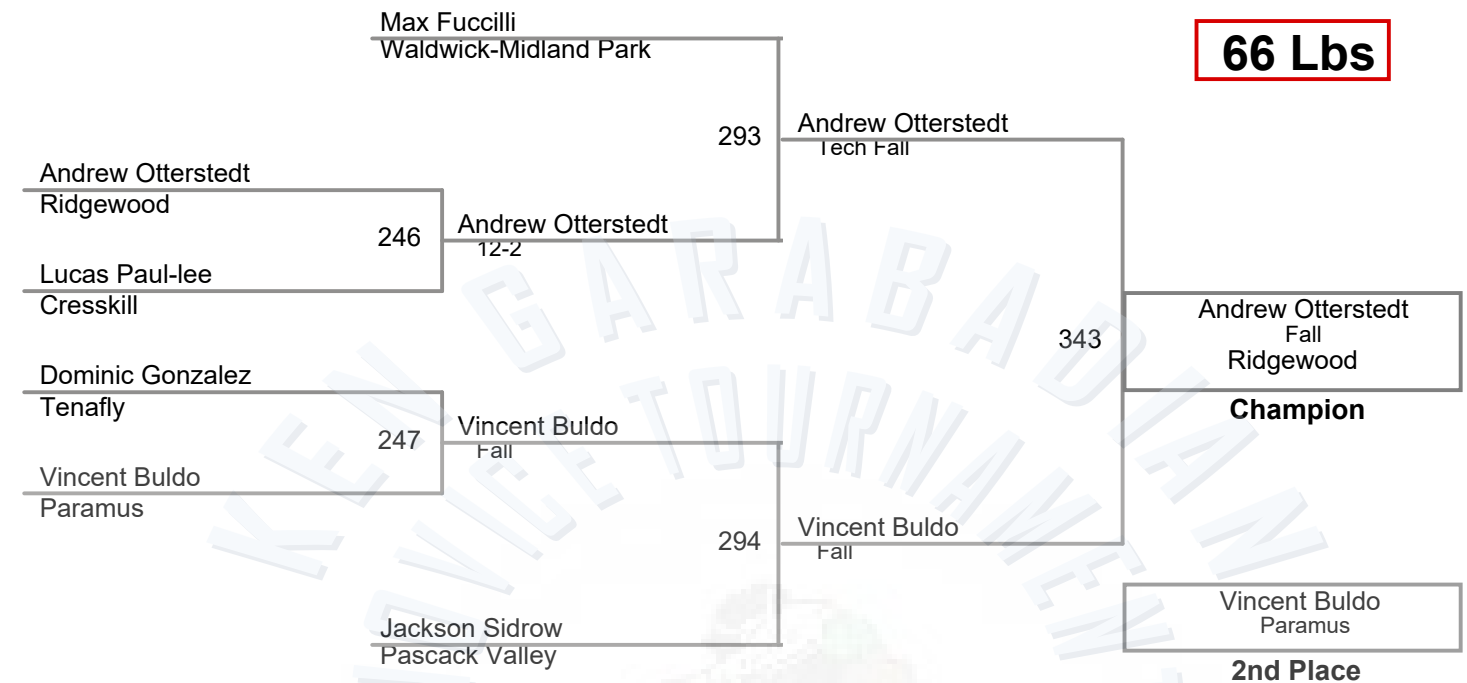 Max Fuccilli
Waldwick-Midland Park
66 Lbs
293
Andrew Otterstedt
Tech Fall
Andrew Otterstedt
Ridgewood
246
Andrew Otterstedt
12-2
Lucas Paul-lee
Cresskill
343
Andrew Otterstedt
Fall
Ridgewood
Champion
Dominic Gonzalez
Tenafly
247
Vincent Buldo
Fall
Vincent Buldo
Paramus
294
Vincent Buldo
Fall
Jackson Sidrow
Pascack Valley
Vincent Buldo
Paramus
2nd Place
KEN GARABADIAN
NOVICE TOURNAMENT